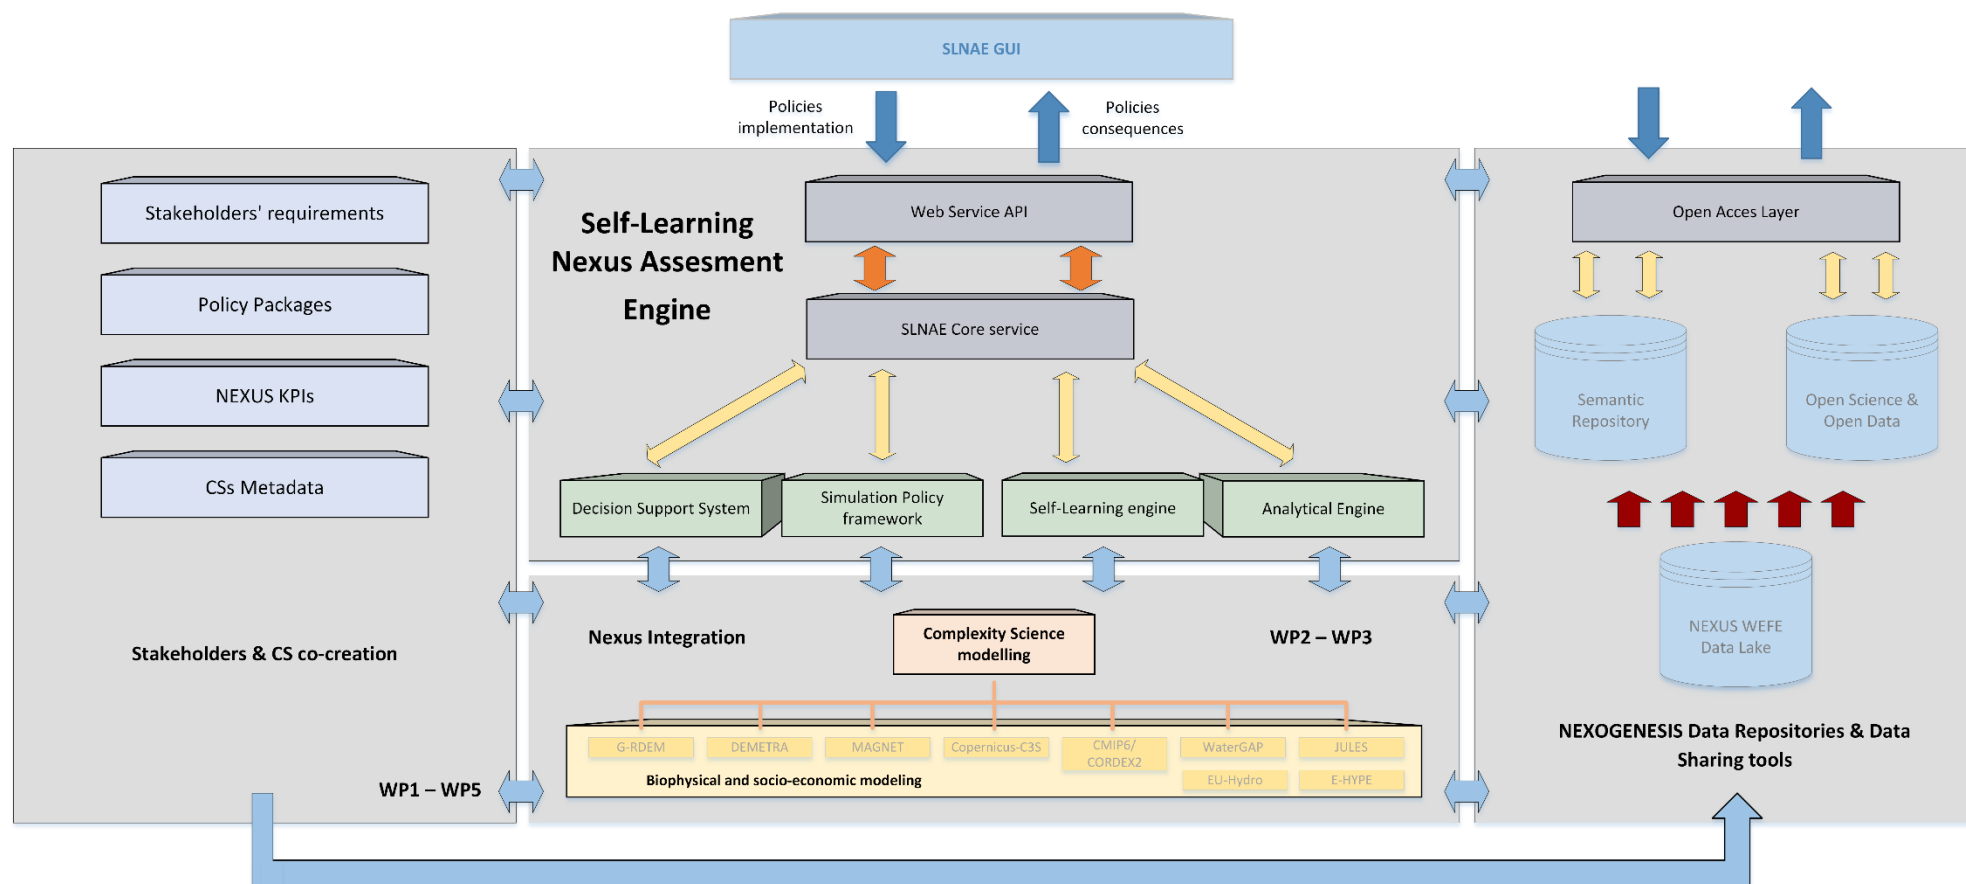 SLNAE GUI
Policies
implementation
Policies
consequences
Stakeholders' requirements
Policy Packages
NEXUS KPIs
CSs Metadata
Stakeholders & CS co-creation
WP1 – WP5
Self-Learning
Nexus Assesment
Engine
Web Service API
SLNAE Core service
Decision Support System
Simulation Policy
framework
Self-Learning engine
Analytical Engine
Nexus Integration
Complexity Science
modelling
WP2 – WP3
G-RDEM
DEMETRA
MAGNET
Copernicus-C3S
CMIP6/
CORDEX2
WaterGAP
JULES
EU-Hydro
E-HYPE
Biophysical and socio-economic modeling
Open Acces Layer
Semantic
Repository
Open Science &
Open Data
NEXUS WEFE
Data Lake
NEXOGENESIS Data Repositories & Data
Sharing tools